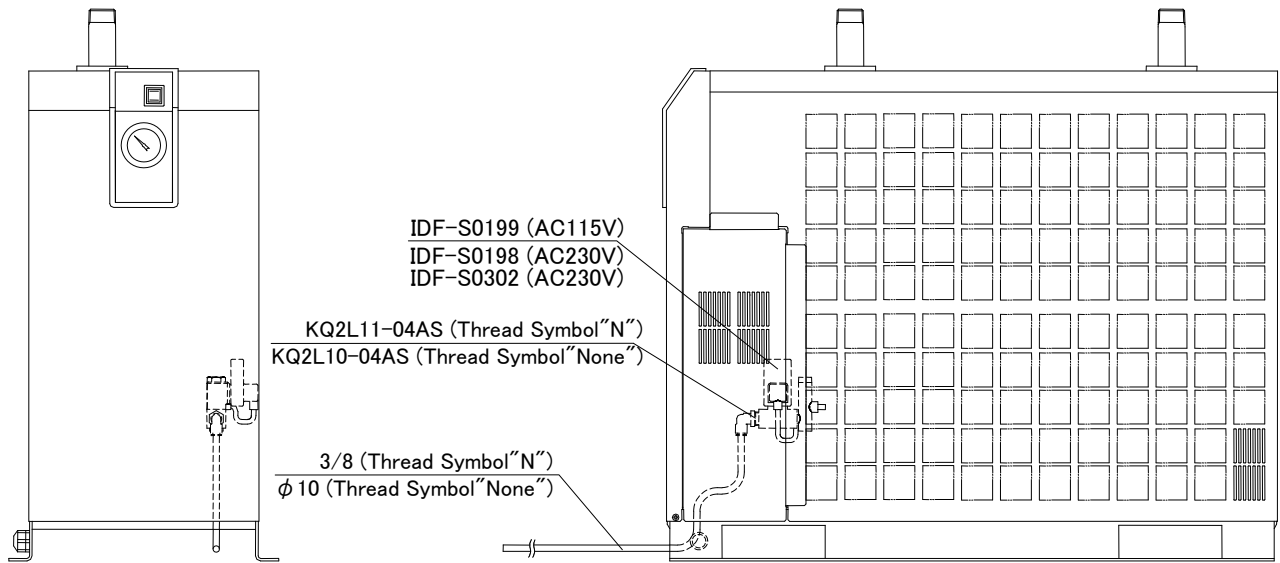 IDF-S0199 (AC115V)
IDF-S0198 (AC230V)
IDF-S0302 (AC230V)
KQ2L11-04AS (Thread Symbol"N")
KQ2L10-04AS (Thread Symbol"None")
3/8 (Thread Symbol"N")
φ10 (Thread Symbol"None")